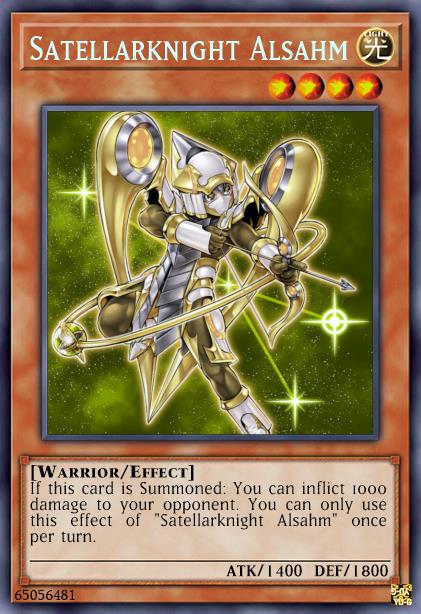 SATELLARKNIGHT ALSAHM
LIGHT
光
[WARRIOR/EFFECT]
If this card is Summoned: You can inflict 1000
damage to your opponent. You can only use
this effect of "Satellarknight Alsahm" once
per turn.
ATK/1400 DEF/1800
65056481